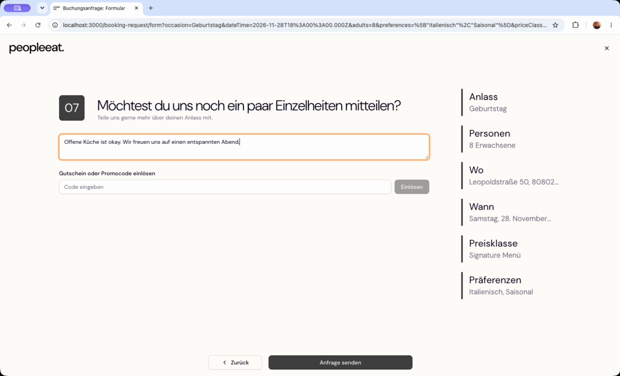 Buchungsanfrage: Formular
localhost:3000/booking-request/form?occasion=Geburtstag&dateTime=2026-11-28T18%3A00%3A00.000Z&adults=8&preferences=%5B"Italienisch"%2C"Saisonal"%5D&priceClass...
peopleeat.
07
Möchtest du uns noch ein paar Einzelheiten mitteilen?
Teile uns gerne mehr über deinen Anlass mit.
Offene Küche ist okay. Wir freuen uns auf einen entspannten Abend.
Gutschein oder Promocode einlösen
Code eingeben
Einlösen
Anlass
Geburtstag
Personen
8 Erwachsene
Wo
Leopoldstraße 50, 80802...
Wann
Samstag, 28. November...
Preisklasse
Signature Menü
Präferenzen
Italienisch, Saisonal
Zurück
Anfrage senden